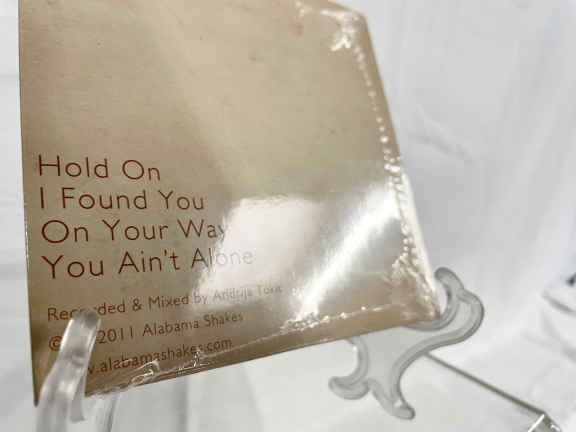 Hold On
I Found You
On Your Way
You Ain't Alone
Recorded & Mixed by Andrija Tokic
© 2011 Alabama Shakes
.alabamashakes.com